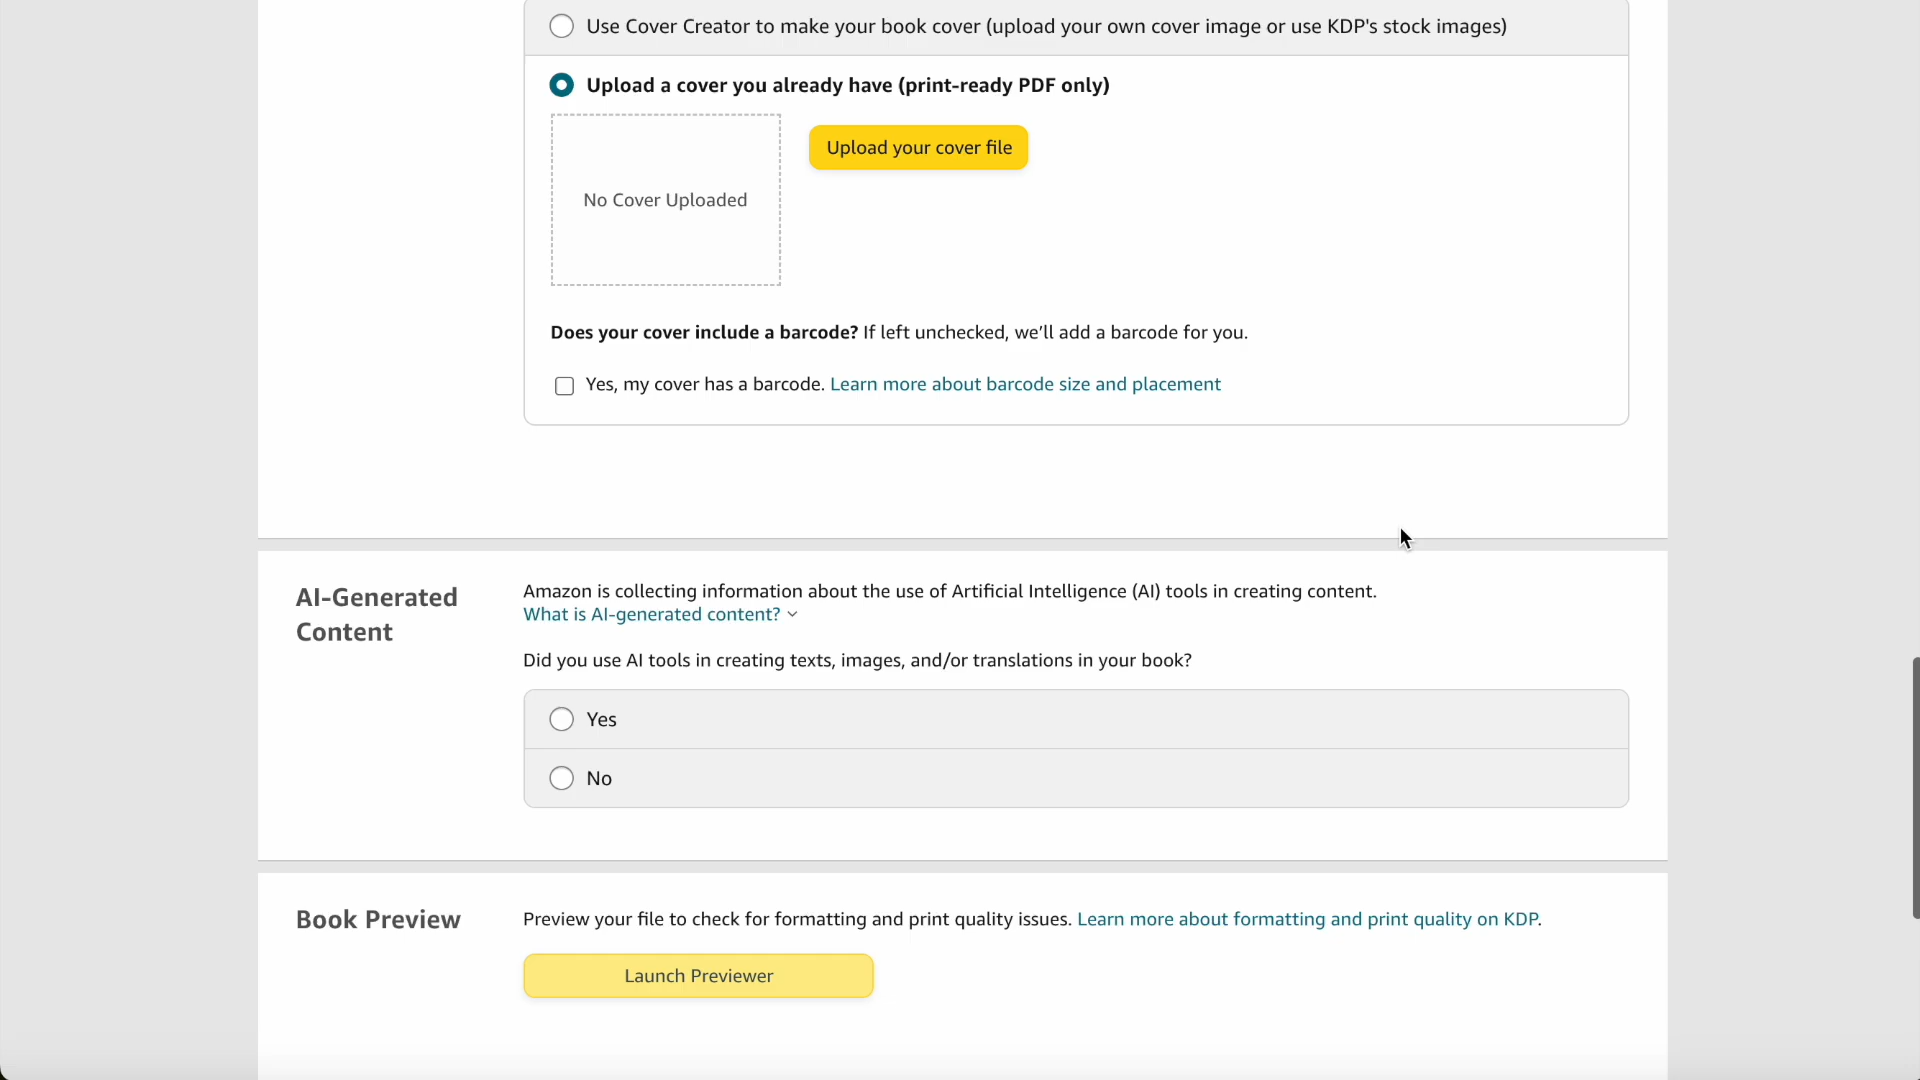 Use Cover Creator to make your book cover (upload your own cover image or use KDP's stock images)
Upload a cover you already have (print-ready PDF only)
Upload your cover file
No Cover Uploaded
Does your cover include a barcode? If left unchecked, we’ll add a barcode for you.
Yes, my cover has a barcode. Learn more about barcode size and placement
AI-Generated
Content
Amazon is collecting information about the use of Artificial Intelligence (AI) tools in creating content.
What is AI-generated content?
Did you use AI tools in creating texts, images, and/or translations in your book?
Yes
No
Book Preview
Preview your file to check for formatting and print quality issues. Learn more about formatting and print quality on KDP.
Launch Previewer